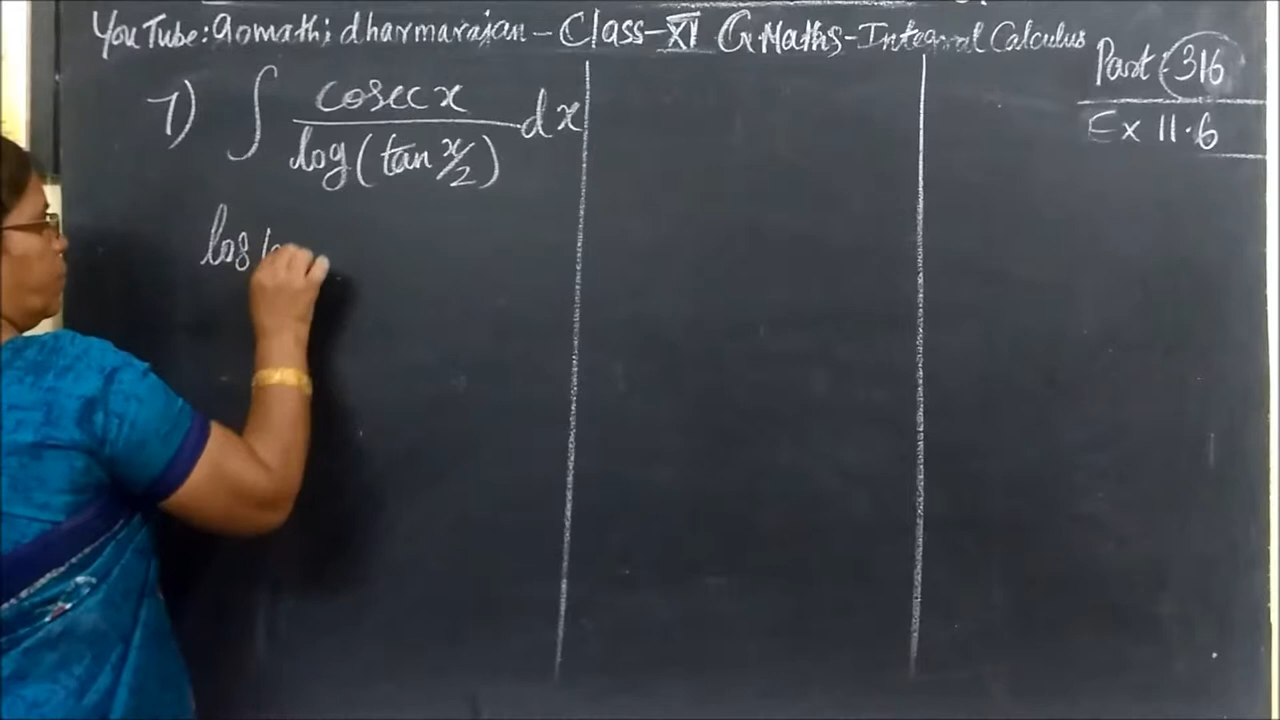 YouTube: gomathi dharmarajan - Class-XI G Maths - Integral Calculus
Part: 316
Ex 11.6
7) ∫ cosec x / log(tan x/2) dx
log